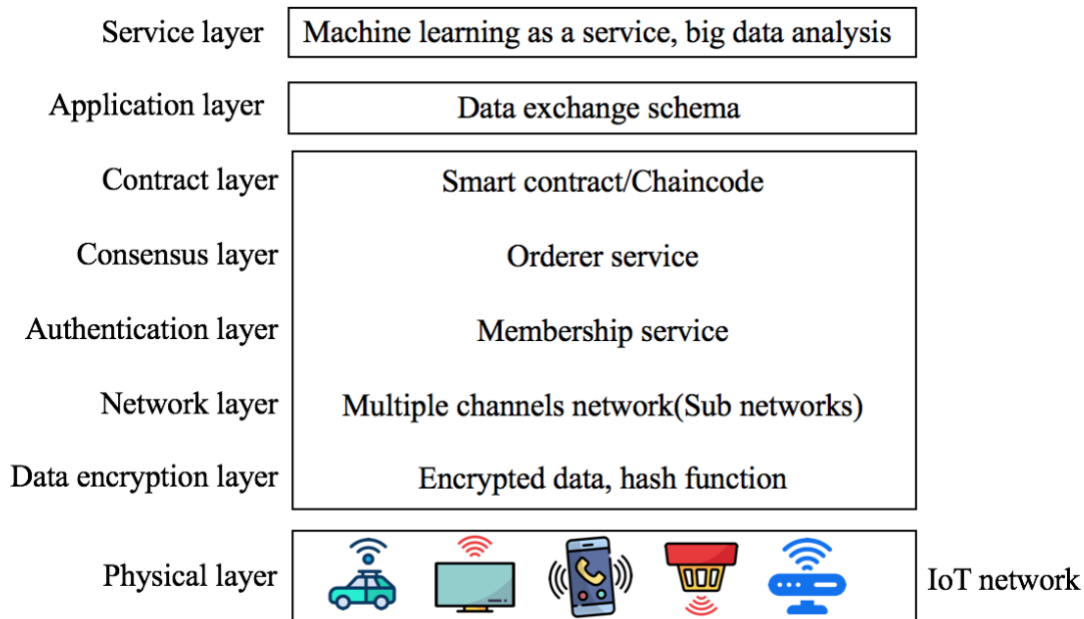 Service layer Machine learning as a service, big data analysis
Application layer Data exchange schema
Contract layer Smart contract/Chaincode
Consensus layer Orderer service
Authentication layer Membership service
Network layer Multiple channels network(Sub networks)
Data encryption layer Encrypted data, hash function
Physical layer IoT network